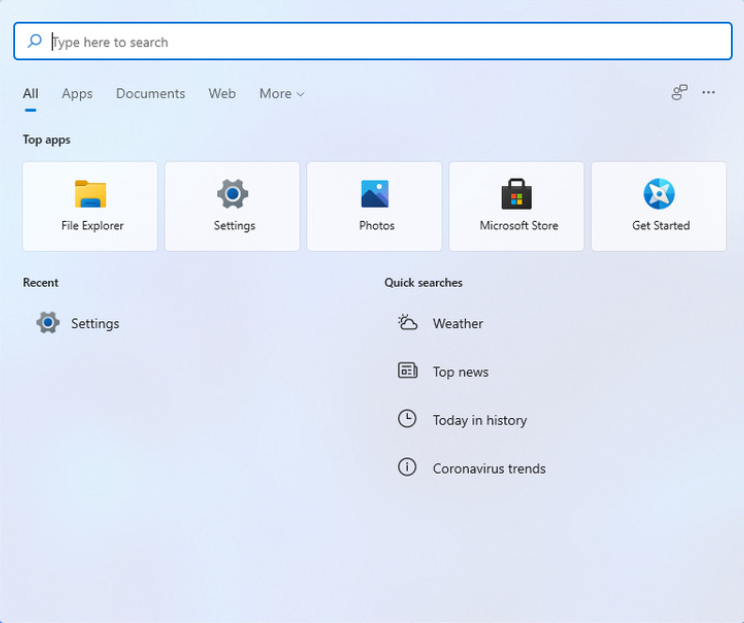 Type here to search
All Apps Documents Web More
Top apps
File Explorer Settings Photos Microsoft Store Get Started
Recent
Settings
Quick searches
Weather
Top news
Today in history
Coronavirus trends